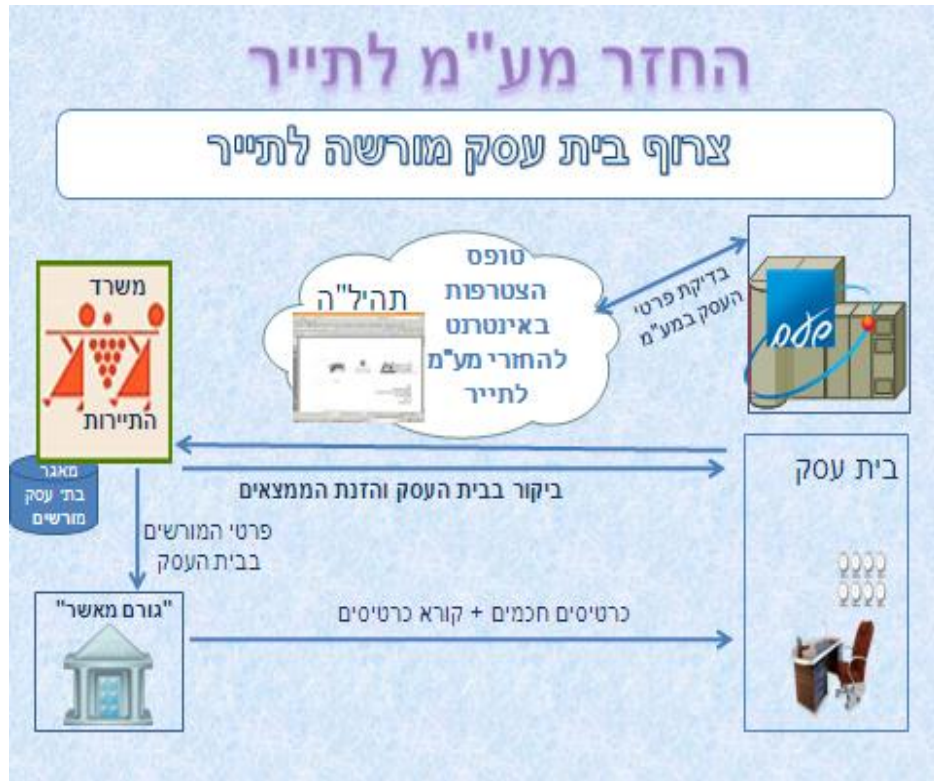 החזר מע"מ לתייר
צרוף בית עסק מורשה לתייר
טופס
הצטרפות
באינטרנט
להחזרי מע"מ
לתייר
תהיל"ה
בדיקת פרטי
העסק במע"מ
שעמ
משרד
התיירות
מאגר
בתי עסק
מורשים
ביקור בבית העסק והזנת הממצאים
בית עסק
פרטי המורשים
בבית העסק
"גורם מאשר"
כרטיסים חכמים + קורא כרטיסים